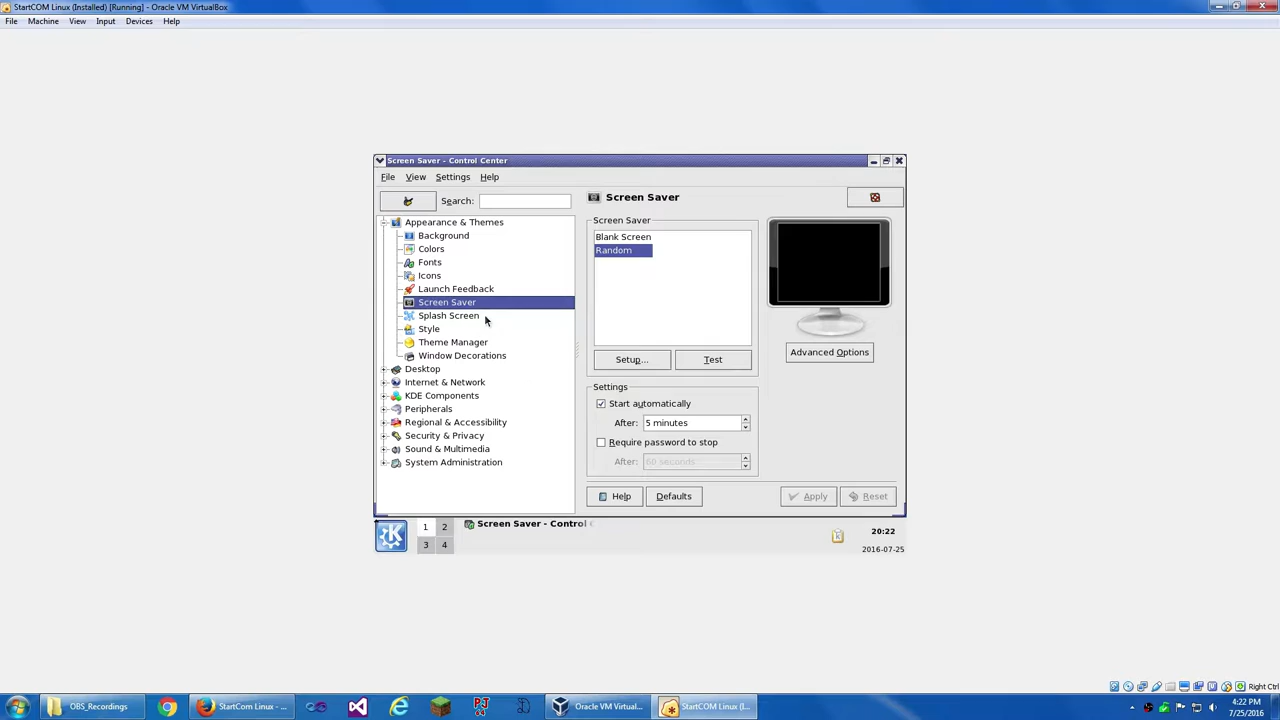 StartCOM Linux (Installed) [Running] - Oracle VM VirtualBox
File Machine View Input Devices Help
Screen Saver - Control Center
File View Settings Help
Search:
Screen Saver
Appearance & Themes
Background
Colors
Fonts
Icons
Launch Feedback
Screen Saver
Splash Screen
Style
Theme Manager
Window Decorations
Desktop
Internet & Network
KDE Components
Peripherals
Regional & Accessibility
Security & Privacy
Sound & Multimedia
System Administration
Screen Saver
Blank Screen
Random
Setup...
Test
Advanced Options
Settings
Start automatically
After: 5 minutes
Require password to stop
After: 60 seconds
Help
Defaults
Apply
Reset
1 2
3 4
Screen Saver - Control
20:22
2016-07-25
Right Ctrl
OBS_Recordings
StartCom Linux - ...
Oracle VM Virtual...
StartCOM Linux (I...
4:22 PM
7/25/2016